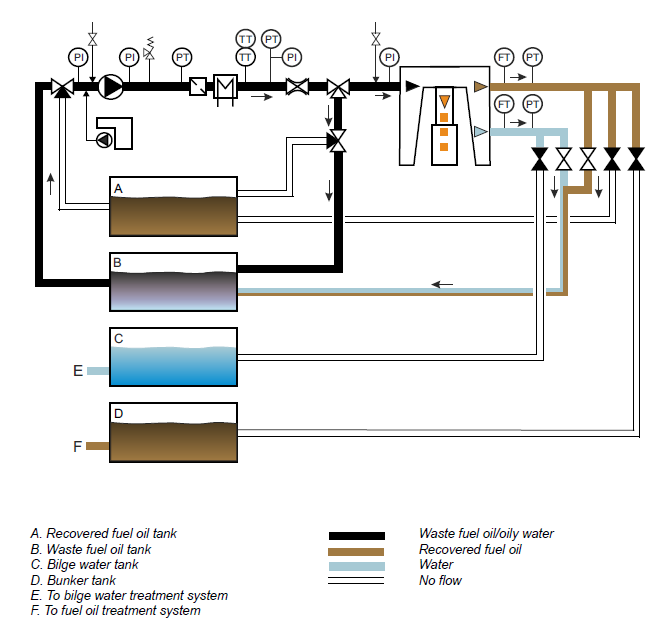 TT
PT
PI
PI
PT
TT
PI
PI
FT
PT
FT
PT
A
B
C
E
D
F
A. Recovered fuel oil tank
B. Waste fuel oil tank
C. Bilge water tank
D. Bunker tank
E. To bilge water treatment system
F. To fuel oil treatment system
Waste fuel oil/oily water
Recovered fuel oil
Water
No flow